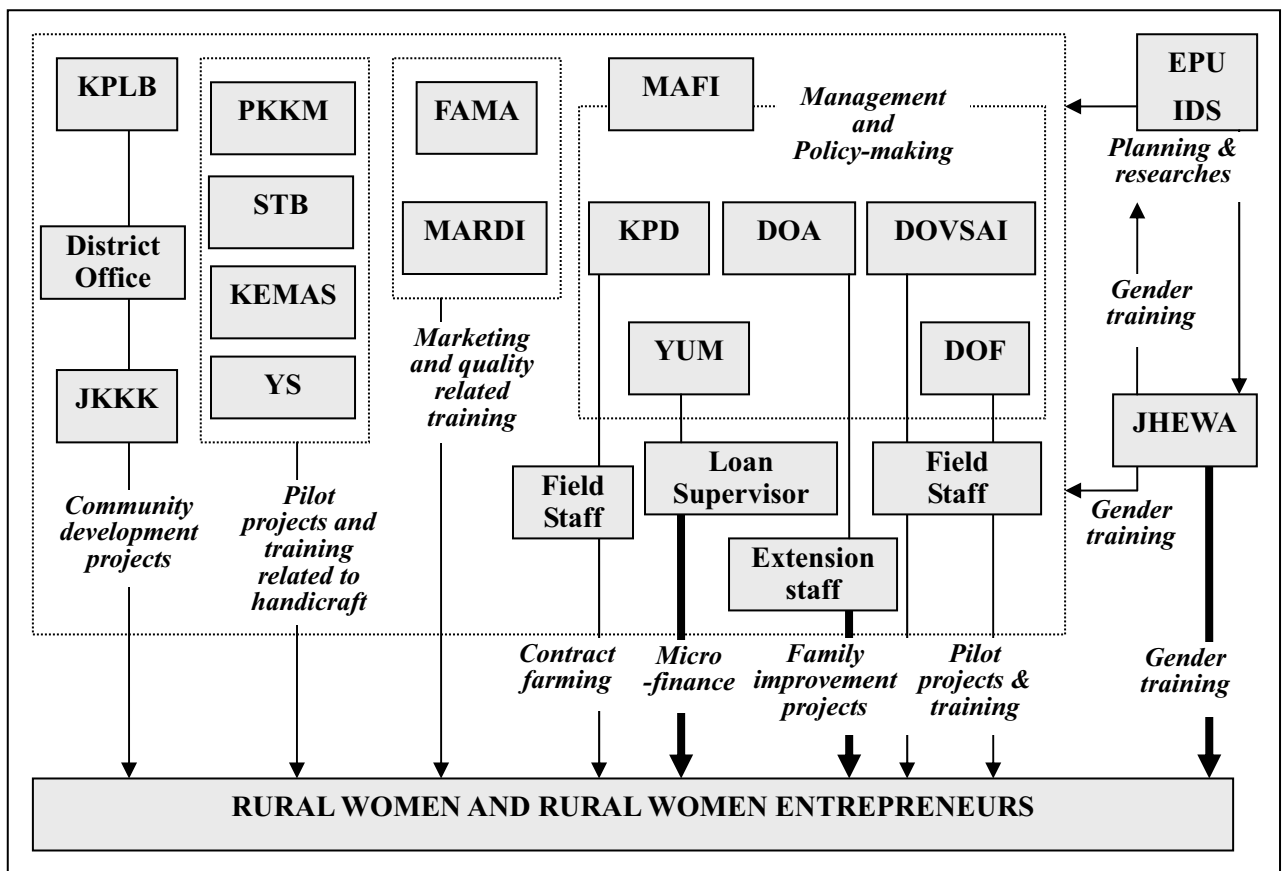 KPLB
District
Office
JKKK
Community
development
projects
PKKM
STB
KEMAS
YS
Pilot
projects and
training
related to
handicraft
FAMA
MARDI
Marketing
and quality
related
training
MAFI
Management
and
Policy-making
KPD
DOA
DOVSAI
YUM
DOF
Field
Staff
Loan
Supervisor
Extension
staff
Field
Staff
Contract
farming
Micro
-finance
Family
improvement
projects
Pilot
projects &
training
EPU
IDS
Planning &
researches
Gender
training
JHEWA
Gender
training
Gender
training
RURAL WOMEN AND RURAL WOMEN ENTREPRENEURS